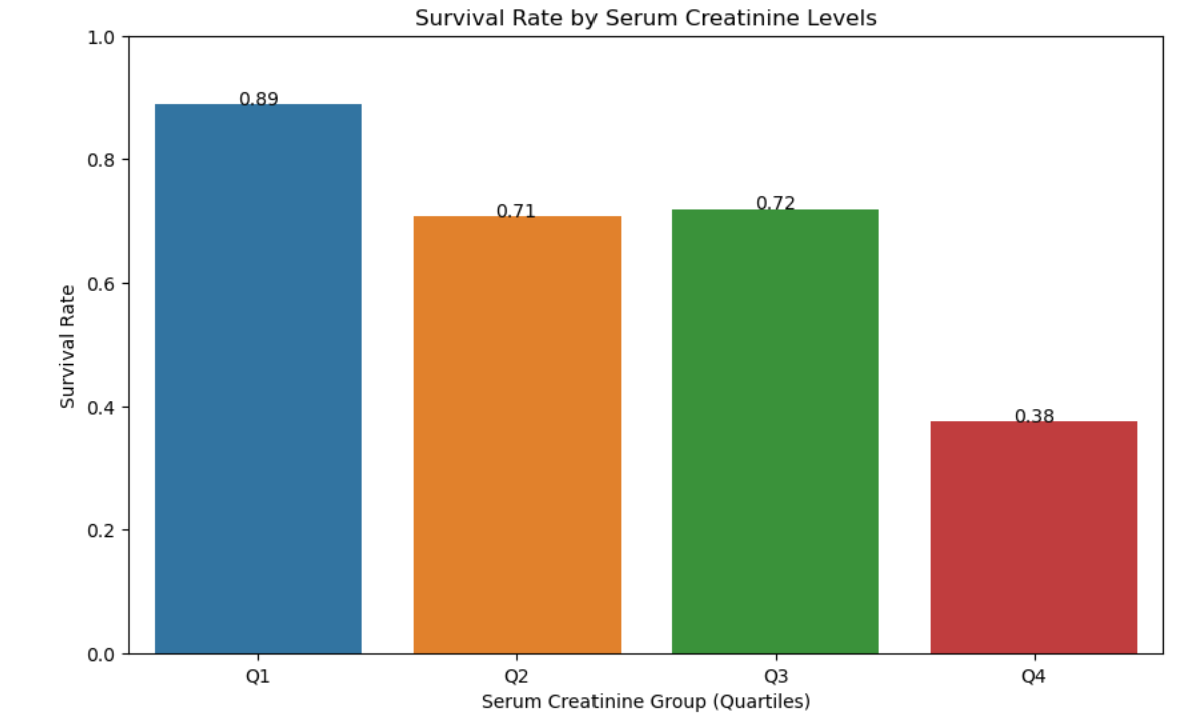 Survival Rate by Serum Creatinine Levels
1.0
0.8
0.6
0.4
0.2
0.0
Survival Rate
0.89
0.71
0.72
0.38
Q1
Q2
Q3
Q4
Serum Creatinine Group (Quartiles)